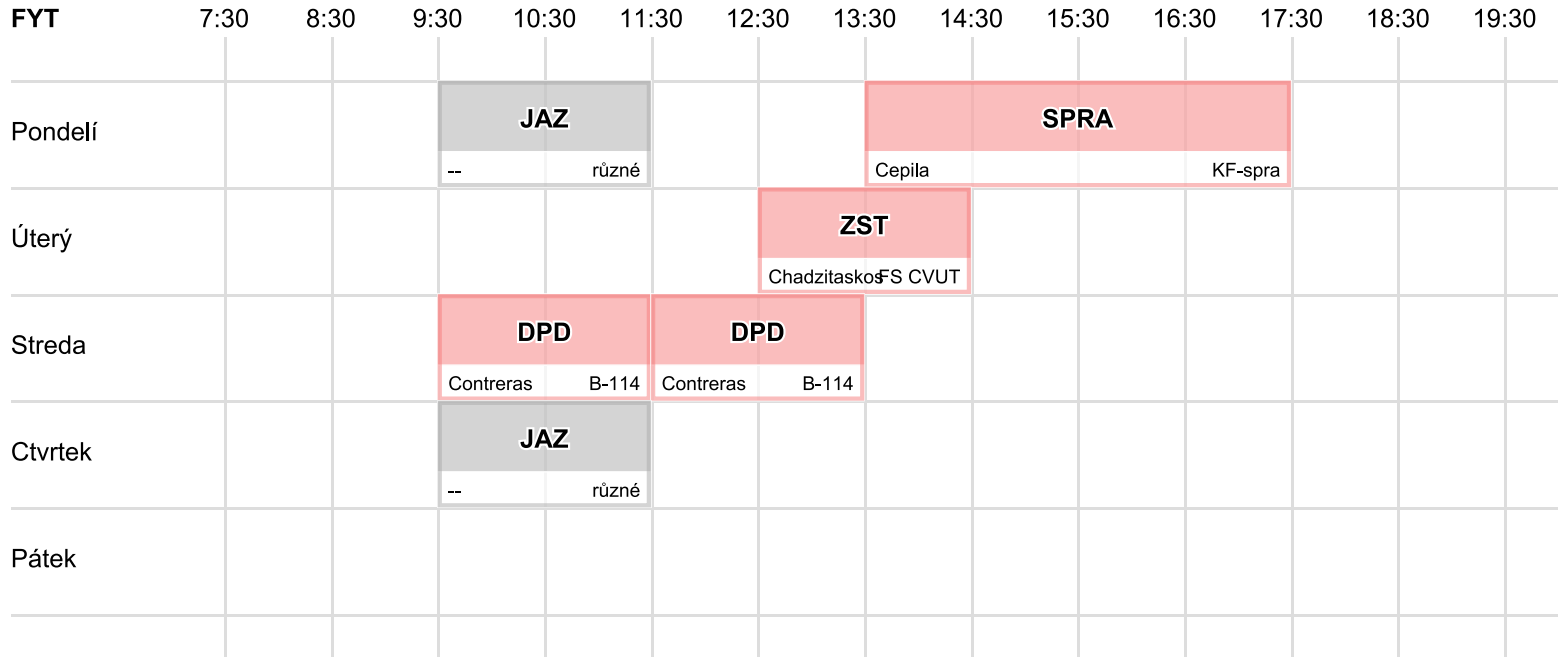 FYT 7:30 8:30 9:30 10:30 11:30 12:30 13:30 14:30 15:30 16:30 17:30 18:30 19:30
Pondelí
JAZ
-- různé
SPRA
Cepila KF-spra
Úterý
ZST
Chadzitaskos FS CVUT
Streda
DPD
Contreras B-114
DPD
Contreras B-114
Ctvrtek
JAZ
-- různé
Pátek